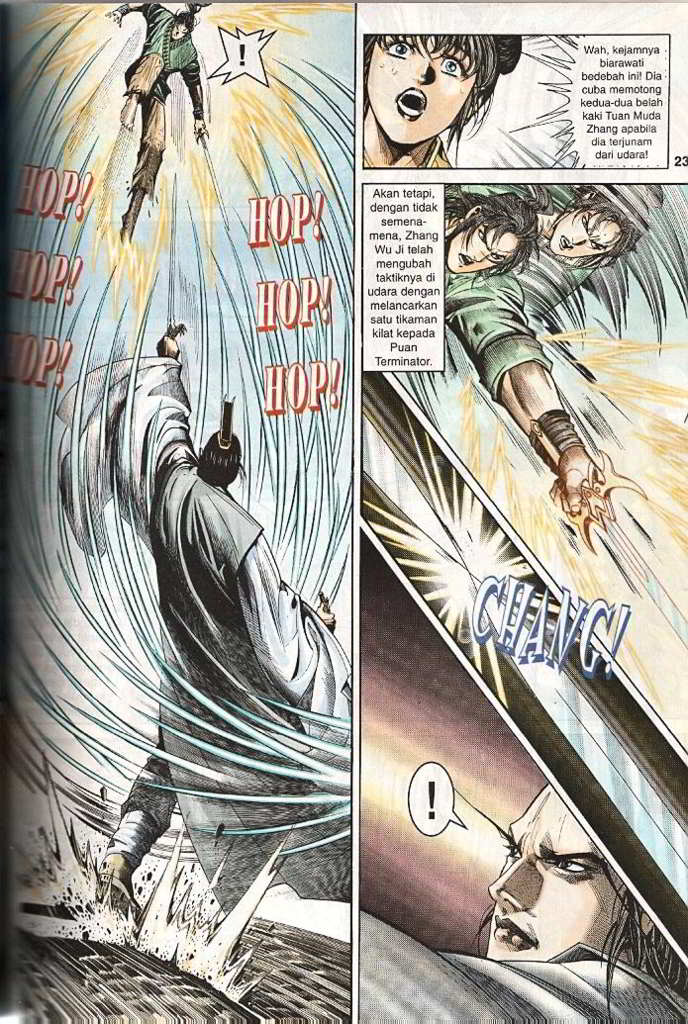 !
HOP!
HOP!
HOP!
HOP!
HOP!
HOP!
Wah, kejamnya
biarawati
bedebah ini! Dia
cuba memotong
kedua-dua belah
kaki Tuan Muda
Zhang apabila
dia terjunam
dari udara!
23
Akan tetapi,
dengan tidak
semena-
mena, Zhang
Wu Ji telah
mengubah
taktiknya di
udara dengan
melancarkan
satu tikaman
kilat kepada
Puan
Terminator.
CHANG!
!